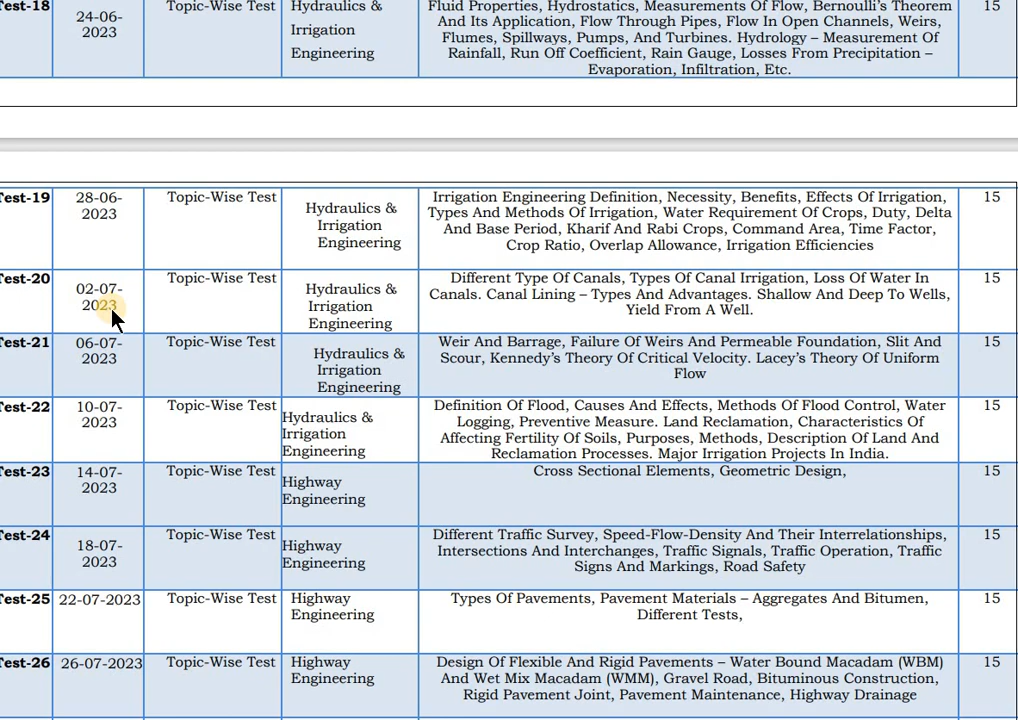 Test-18
24-06-
2023
Topic-Wise Test
Hydraulics &
Irrigation
Engineering
Fluid Properties, Hydrostatics, Measurements Of Flow, Bernoulli's Theorem
And Its Application, Flow Through Pipes, Flow In Open Channels, Weirs,
Flumes, Spillways, Pumps, And Turbines. Hydrology – Measurement Of
Rainfall, Run Off Coefficient, Rain Gauge, Losses From Precipitation –
Evaporation, Infiltration, Etc.
15
Test-19
28-06-
2023
Topic-Wise Test
Hydraulics &
Irrigation
Engineering
Irrigation Engineering Definition, Necessity, Benefits, Effects Of Irrigation,
Types And Methods Of Irrigation, Water Requirement Of Crops, Duty, Delta
And Base Period, Kharif And Rabi Crops, Command Area, Time Factor,
Crop Ratio, Overlap Allowance, Irrigation Efficiencies
15
Test-20
02-07-
2023
Topic-Wise Test
Hydraulics &
Irrigation
Engineering
Different Type Of Canals, Types Of Canal Irrigation, Loss Of Water In
Canals. Canal Lining – Types And Advantages. Shallow And Deep To Wells,
Yield From A Well.
15
Test-21
06-07-
2023
Topic-Wise Test
Hydraulics &
Irrigation
Engineering
Weir And Barrage, Failure Of Weirs And Permeable Foundation, Slit And
Scour, Kennedy's Theory Of Critical Velocity. Lacey's Theory Of Uniform
Flow
15
Test-22
10-07-
2023
Topic-Wise Test
Hydraulics &
Irrigation
Engineering
Definition Of Flood, Causes And Effects, Methods Of Flood Control, Water
Logging, Preventive Measure. Land Reclamation, Characteristics Of
Affecting Fertility Of Soils, Purposes, Methods, Description Of Land And
Reclamation Processes. Major Irrigation Projects In India.
15
Test-23
14-07-
2023
Topic-Wise Test
Highway
Engineering
Cross Sectional Elements, Geometric Design,
15
Test-24
18-07-
2023
Topic-Wise Test
Highway
Engineering
Different Traffic Survey, Speed-Flow-Density And Their Interrelationships,
Intersections And Interchanges, Traffic Signals, Traffic Operation, Traffic
Signs And Markings, Road Safety
15
Test-25
22-07-2023
Topic-Wise Test
Highway
Engineering
Types Of Pavements, Pavement Materials – Aggregates And Bitumen,
Different Tests,
15
Test-26
26-07-2023
Topic-Wise Test
Highway
Engineering
Design Of Flexible And Rigid Pavements – Water Bound Macadam (WBM)
And Wet Mix Macadam (WMM), Gravel Road, Bituminous Construction,
Rigid Pavement Joint, Pavement Maintenance, Highway Drainage
15